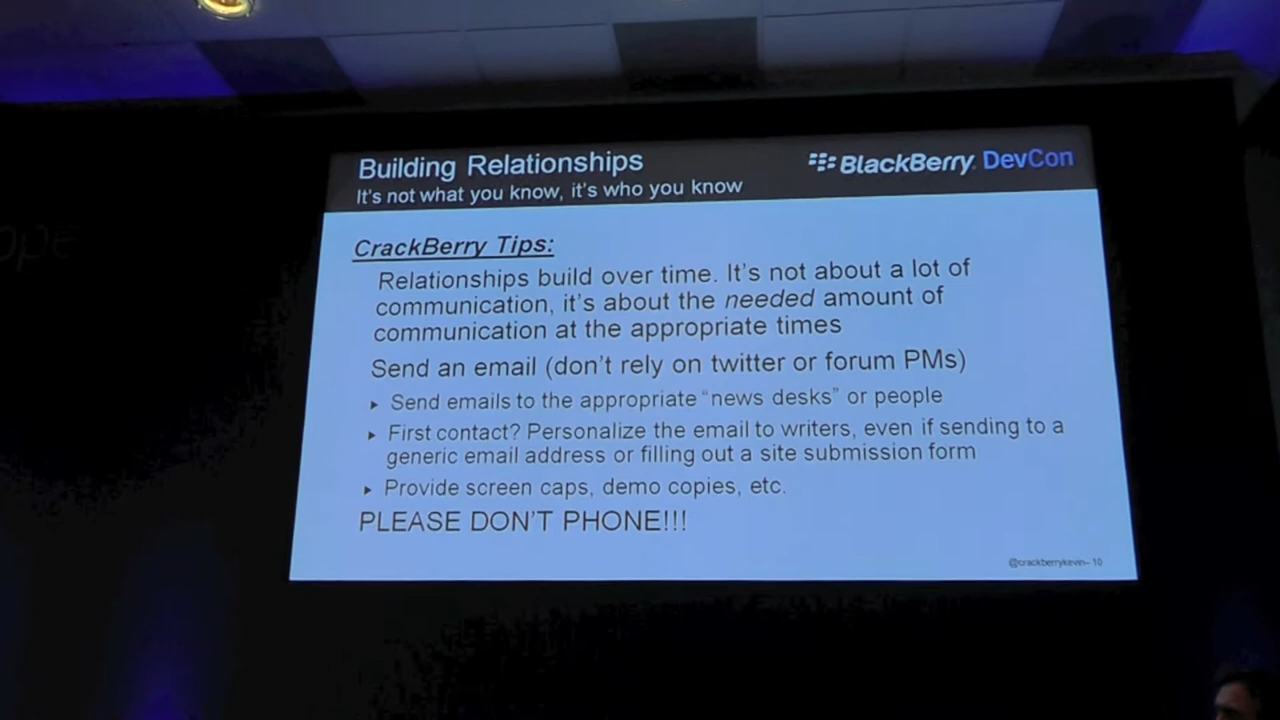 Building Relationships
It's not what you know, it's who you know
BlackBerry DevCon
CrackBerry Tips:
Relationships build over time. It's not about a lot of
communication, it's about the needed amount of
communication at the appropriate times
Send an email (don't rely on twitter or forum PMs)
Send emails to the appropriate "news desks" or people
First contact? Personalize the email to writers, even if sending to a
generic email address or filling out a site submission form
Provide screen caps, demo copies, etc.
PLEASE DON'T PHONE!!!
@crackberrykevin– 10